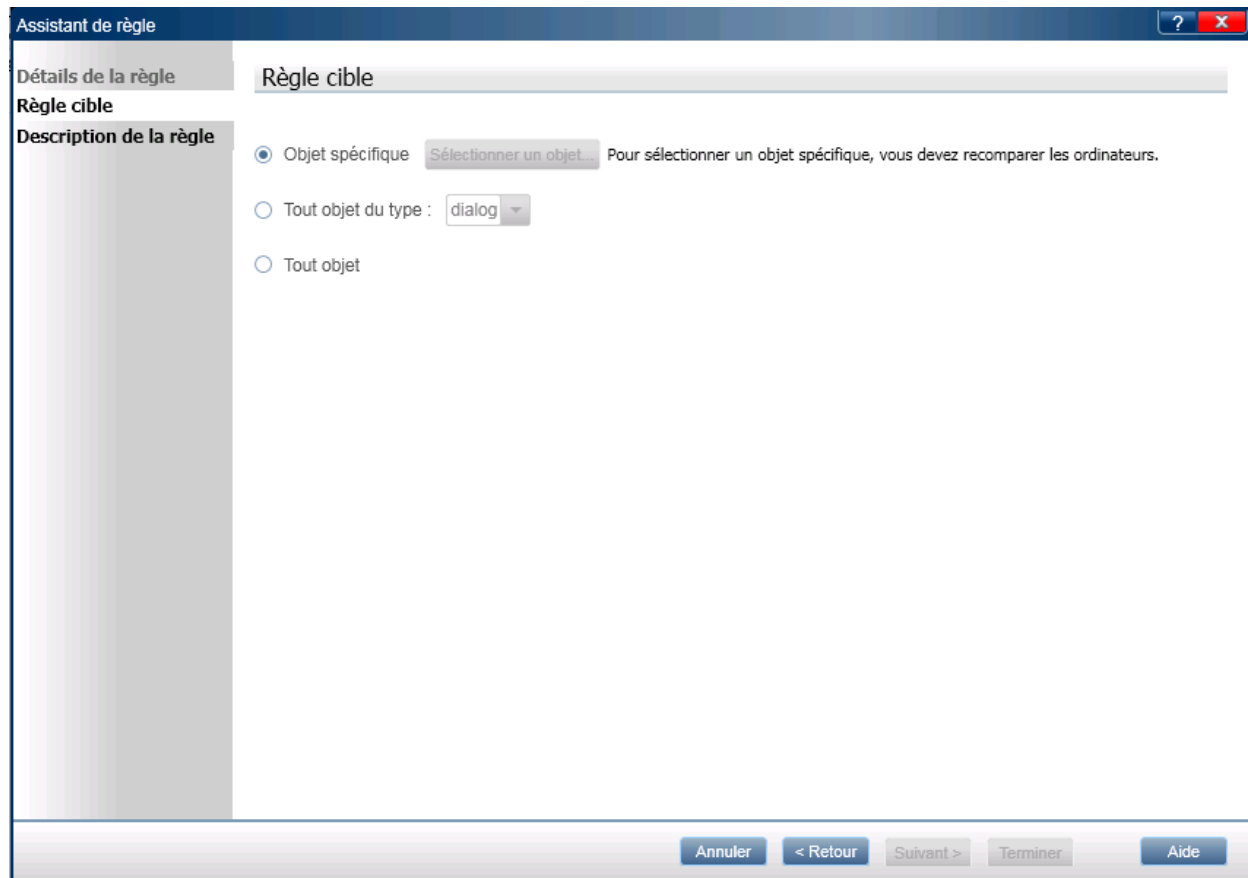 Assistant de règle
?
X
Détails de la règle
Règle cible
Description de la règle
Règle cible
Objet spécifique Sélectionner un objet... Pour sélectionner un objet spécifique, vous devez recomparer les ordinateurs.
Tout objet du type : dialog
Tout objet
Annuler < Retour Suivant > Terminer Aide